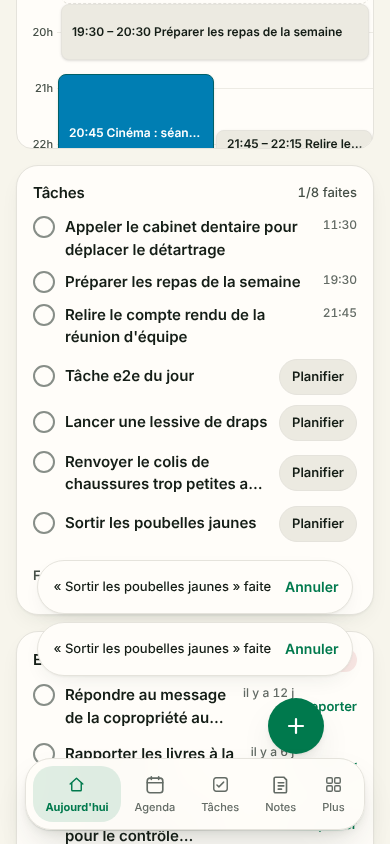 20h
19:30 – 20:30 Préparer les repas de la semaine
21h
20:45 Cinéma : séan…
22h
21:45 – 22:15 Relire le…
Tâches
1/8 faites
Appeler le cabinet dentaire pour
déplacer le détartrage
11:30
Préparer les repas de la semaine
19:30
Relire le compte rendu de la
réunion d'équipe
21:45
Tâche e2e du jour
Planifier
Lancer une lessive de draps
Planifier
Renvoyer le colis de
chaussures trop petites a…
Planifier
Sortir les poubelles jaunes
Planifier
« Sortir les poubelles jaunes » faite
Annuler
« Sortir les poubelles jaunes » faite
Annuler
Répondre au message
de la copropriété au…
il y a 12 j
Rapporter les livres à la
il y a 6 j
Aujourd'hui
Agenda
Tâches
Notes
Plus
pour le contrôle…